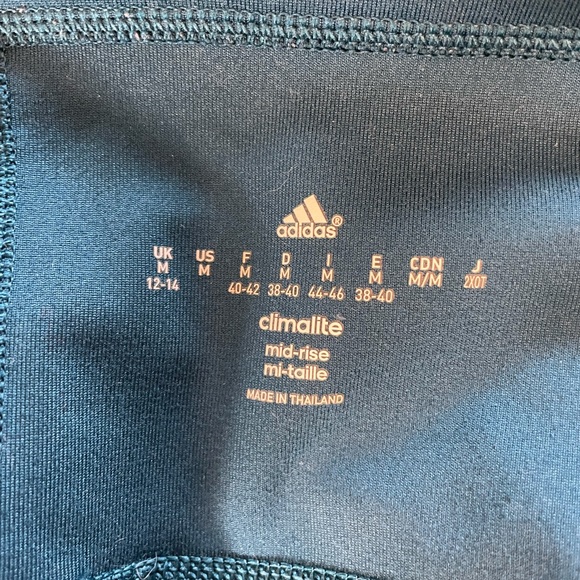 adidas®
UK US F D I E CDN J
M M M M M M M/M 2XOT
12-14 40-42 38-40 44-46 38-40
climalite
mid-rise
mi-taille
MADE IN THAILAND